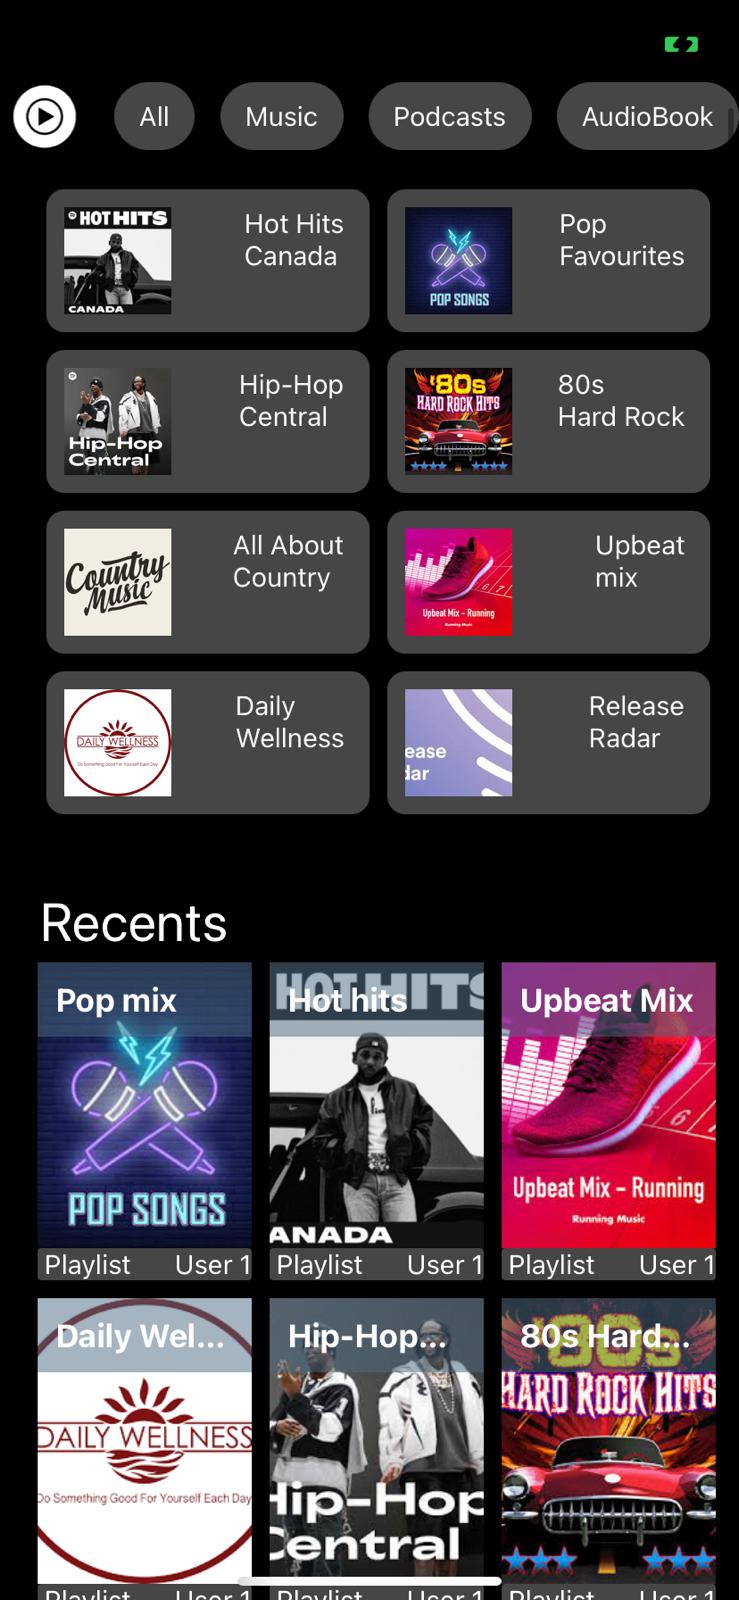 All
Music
Podcasts
AudioBook
HOTHITS
CANADA
Hot Hits
Canada
POP SONGS
Pop
Favourites
Hip-Hop
Central
Hip-Hop
Central
'80s
HARD ROCK HITS
80s
Hard Rock
Country
Music
All About
Country
Upbeat Mix - Running
Running Music
Upbeat
mix
DAILY WELLNESS
Do Something Good For Yourself Each Day
Daily
Wellness
ease
dar
Release
Radar
Recents
Pop mix
POP SONGS
Playlist User 1
HOTHITS
Hot hits
ANADA
Playlist User 1
Upbeat Mix
6
Upbeat Mix - Running
Running Music
Playlist User 1
Daily Wel...
DAILY WELLNESS
Do Something Good For Yourself Each Day
Playlist User 1
Hip-Hop...
Hip-Hop
Central
Playlist User 1
80s Hard...
'80s
HARD ROCK HITS
Playlist User 1